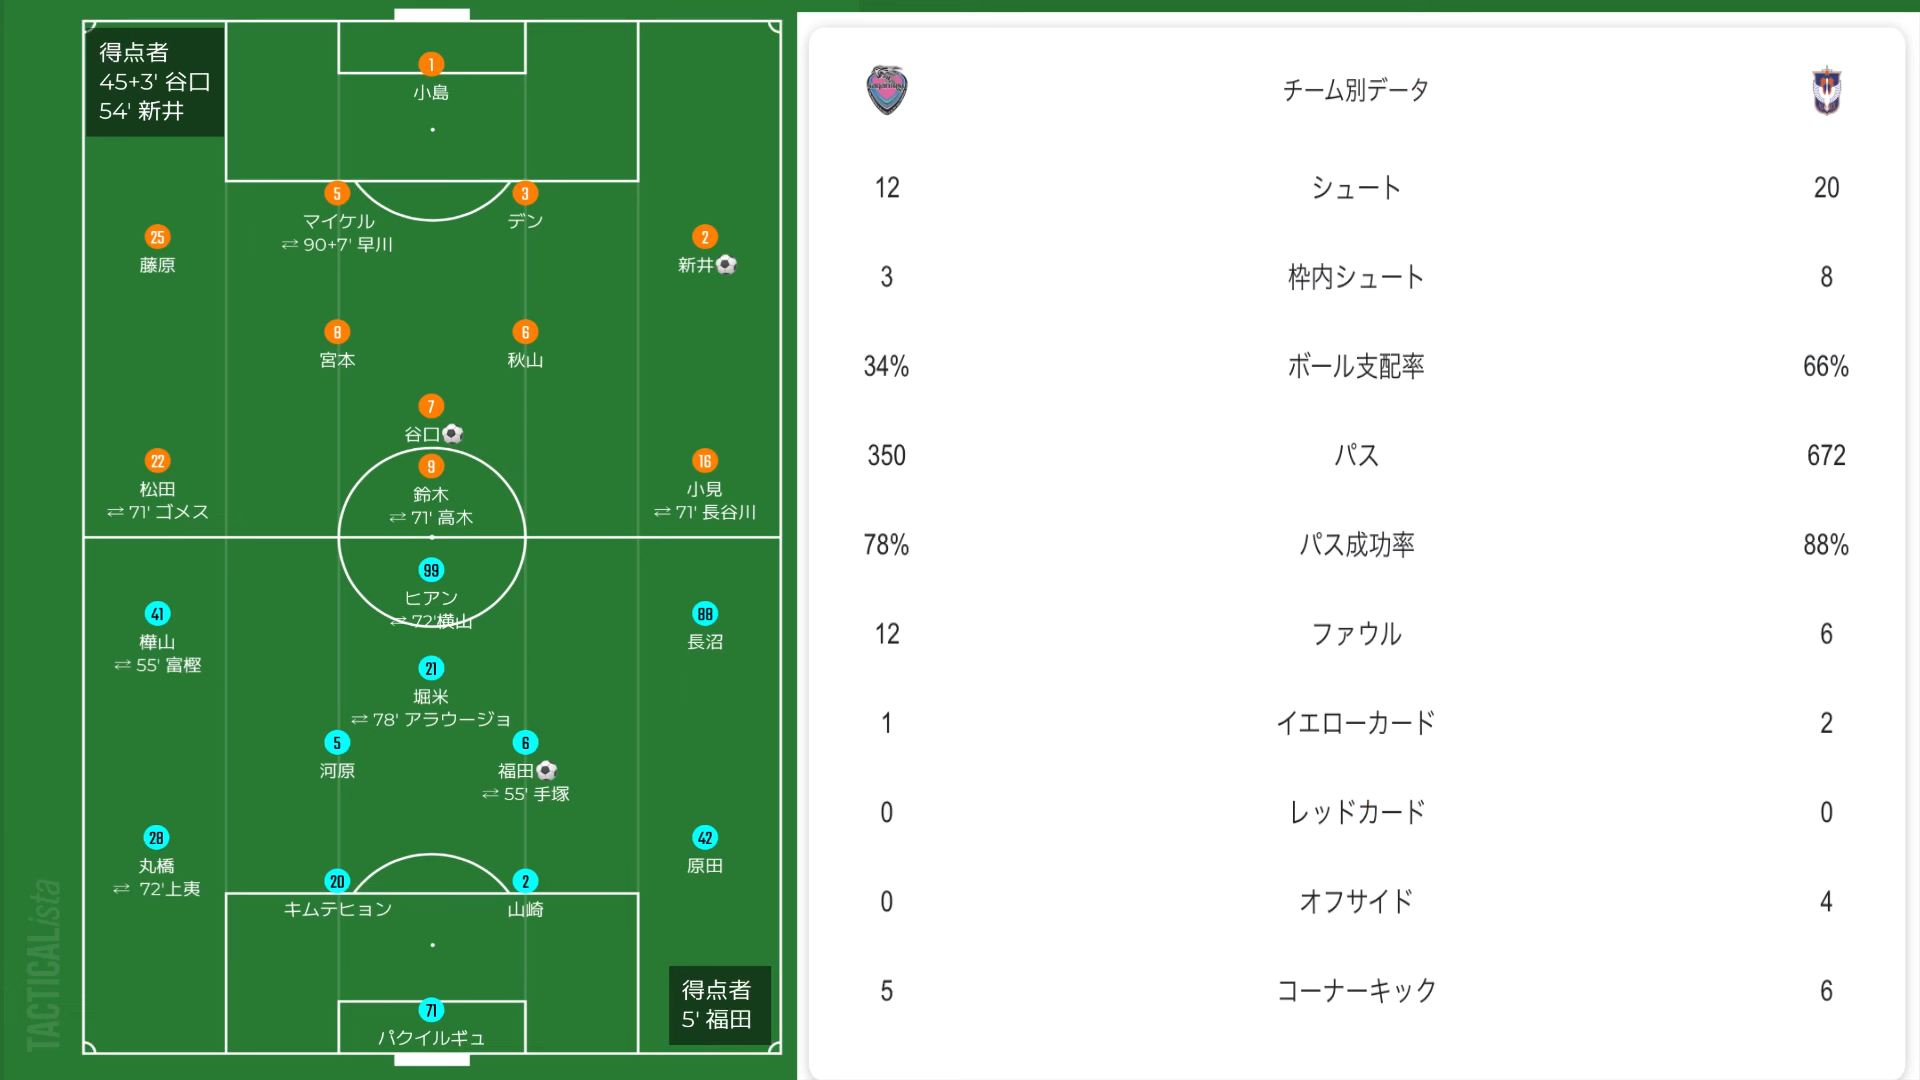 得点者
45+3' 谷口
54' 新井
1
小島
5
マイケル
⇄ 90+7' 早川
3
デン
25
藤原
2
新井
8
宮本
6
秋山
7
谷口
22
松田
⇄ 71' ゴメス
9
鈴木
⇄ 71' 高木
16
小見
⇄ 71' 長谷川
99
ヒアン
⇄ 72'横山
41
樺山
⇄ 55' 富樫
88
長沼
21
堀米
⇄ 78' アラウージョ
5
河原
6
福田
⇄ 55' 手塚
28
丸橋
⇄ 72'上夷
42
原田
20
キムテヒョン
2
山崎
71
パクイルギュ
得点者
5' 福田
TACTICALista
チーム別データ
12 シュート 20
3 枠内シュート 8
34% ボール支配率 66%
350 パス 672
78% パス成功率 88%
12 ファウル 6
1 イエローカード 2
0 レッドカード 0
0 オフサイド 4
5 コーナーキック 6